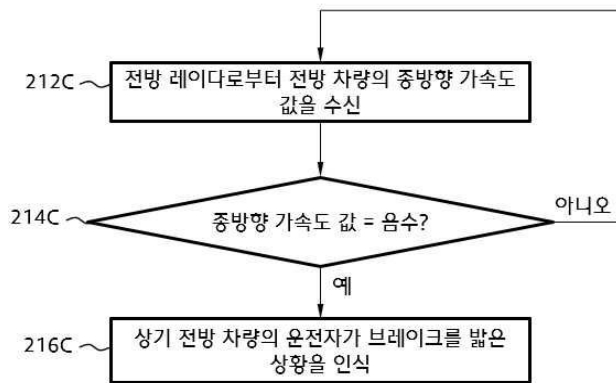 212C
전방 레이다로부터 전방 차량의 종방향 가속도
값을 수신
214C
종방향 가속도 값 = 음수?
아니오
예
216C
상기 전방 차량의 운전자가 브레이크를 밟은
상황을 인식